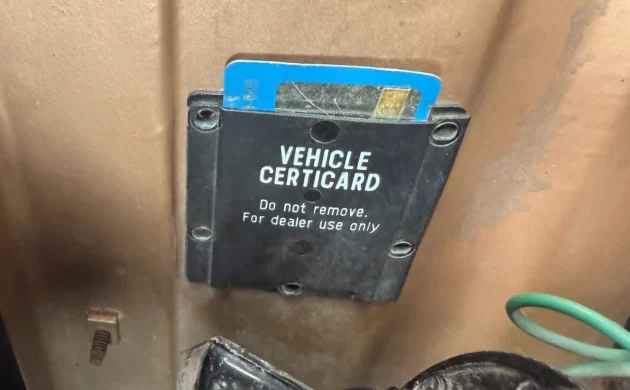 VEHICLE
CERTICARD
Do not remove.
For dealer use only